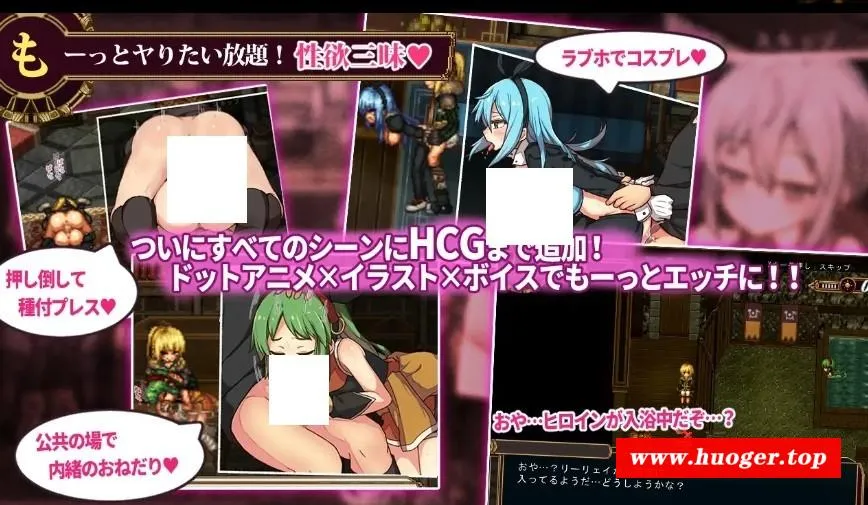 もーっとヤりたい放題！性欲三昧♥
ラブホでコスプレ♥
ついにすべてのシーンにHCGまで追加！
ドットアニメ×イラスト×ボイスでもーっとエッチに！！
押し倒して
種付プレス♥
公共の場で
内緒のおねだり♥
スキップ
おや…ヒロインが入浴中だぞ…？
おや…？リーリェイ
入ってるようだ…どうしようかな？
www.huoger.top